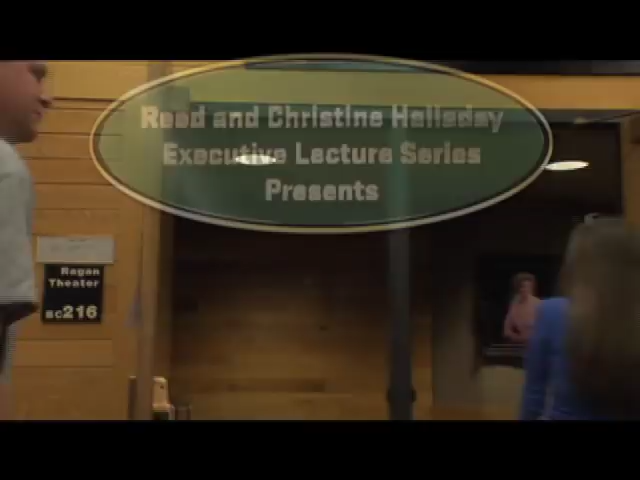 Reed and Christine Halladay
Executive Lecture Series
Presents
Ragan
Theater
SC216